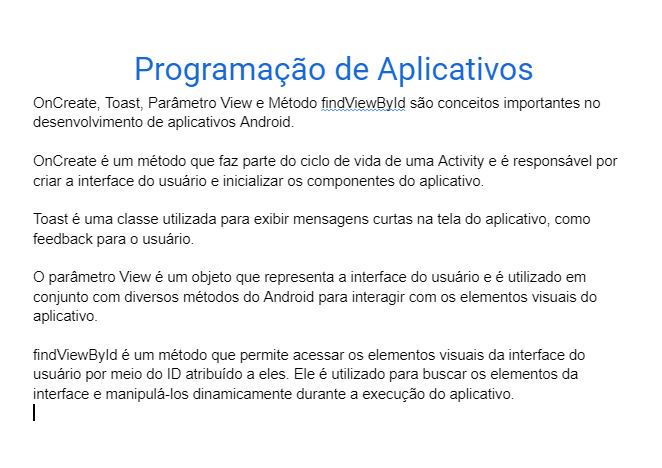 Programação de Aplicativos
OnCreate, Toast, Parâmetro View e Método findViewById são conceitos importantes no
desenvolvimento de aplicativos Android.
OnCreate é um método que faz parte do ciclo de vida de uma Activity e é responsável por
criar a interface do usuário e inicializar os componentes do aplicativo.
Toast é uma classe utilizada para exibir mensagens curtas na tela do aplicativo, como
feedback para o usuário.
O parâmetro View é um objeto que representa a interface do usuário e é utilizado em
conjunto com diversos métodos do Android para interagir com os elementos visuais do
aplicativo.
findViewById é um método que permite acessar os elementos visuais da interface do
usuário por meio do ID atribuído a eles. Ele é utilizado para buscar os elementos da
interface e manipulá-los dinamicamente durante a execução do aplicativo.